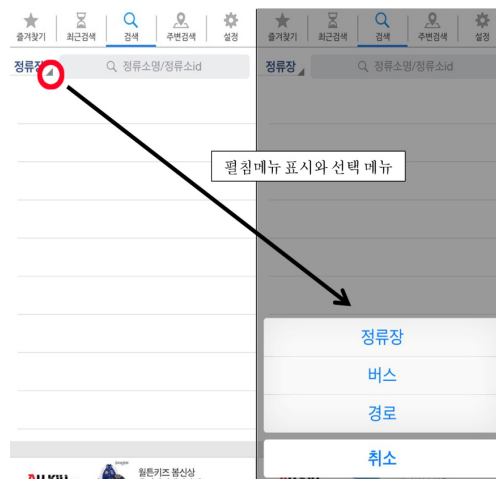 즐겨찾기 최근검색 검색 주변검색 설정
정류장 정류소명/정류소id
월튼키즈 봄신상
즐겨찾기 최근검색 검색 주변검색 설정
정류장 정류소명/정류소id
펼침메뉴 표시와 선택 메뉴
정류장
버스
경로
취소